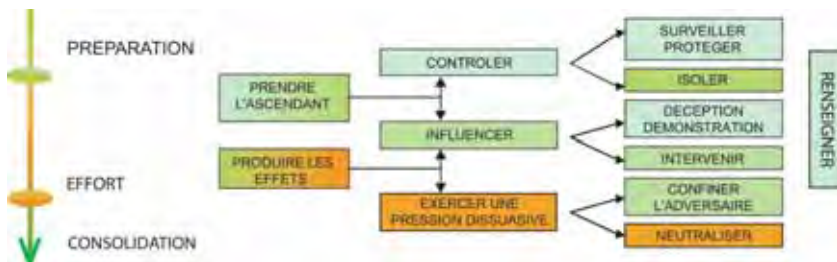 PREPARATION
EFFORT
CONSOLIDATION
PRENDRE
L'ASCENDANT
PRODUIRE LES
EFFETS
CONTROLER
INFLUENCER
EXERCER UNE
PRESSION DISSUASIVE
SURVEILLER
PROTEGER
ISOLER
DECEPTION
DEMONSTRATION
INTERVENIR
CONFINER
L'ADVERSAIRE
NEUTRALISER
RENSEIGNER